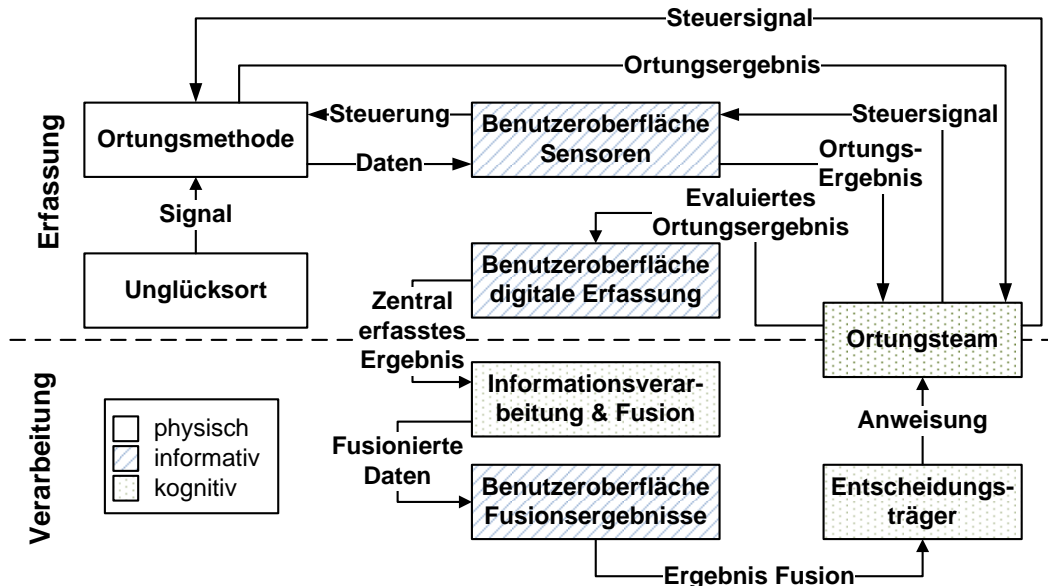 Steuersignal
Ortungsergebnis
Erfassung
Ortungsmethode
Steuerung
Daten
Benutzeroberfläche
Sensoren
Steuersignal
Ortungs-
Ergebnis
Signal
Evaluiertes
Ortungsergebnis
Unglücksort
Benutzeroberfläche
digitale Erfassung
Zentral
erfasstes
Ergebnis
Ortungsteam
Verarbeitung
Informationsverar-
beitung & Fusion
Anweisung
physisch
informativ
kognitiv
Fusionierte
Daten
Benutzeroberfläche
Fusionsergebnisse
Entscheidungs-
träger
Ergebnis Fusion